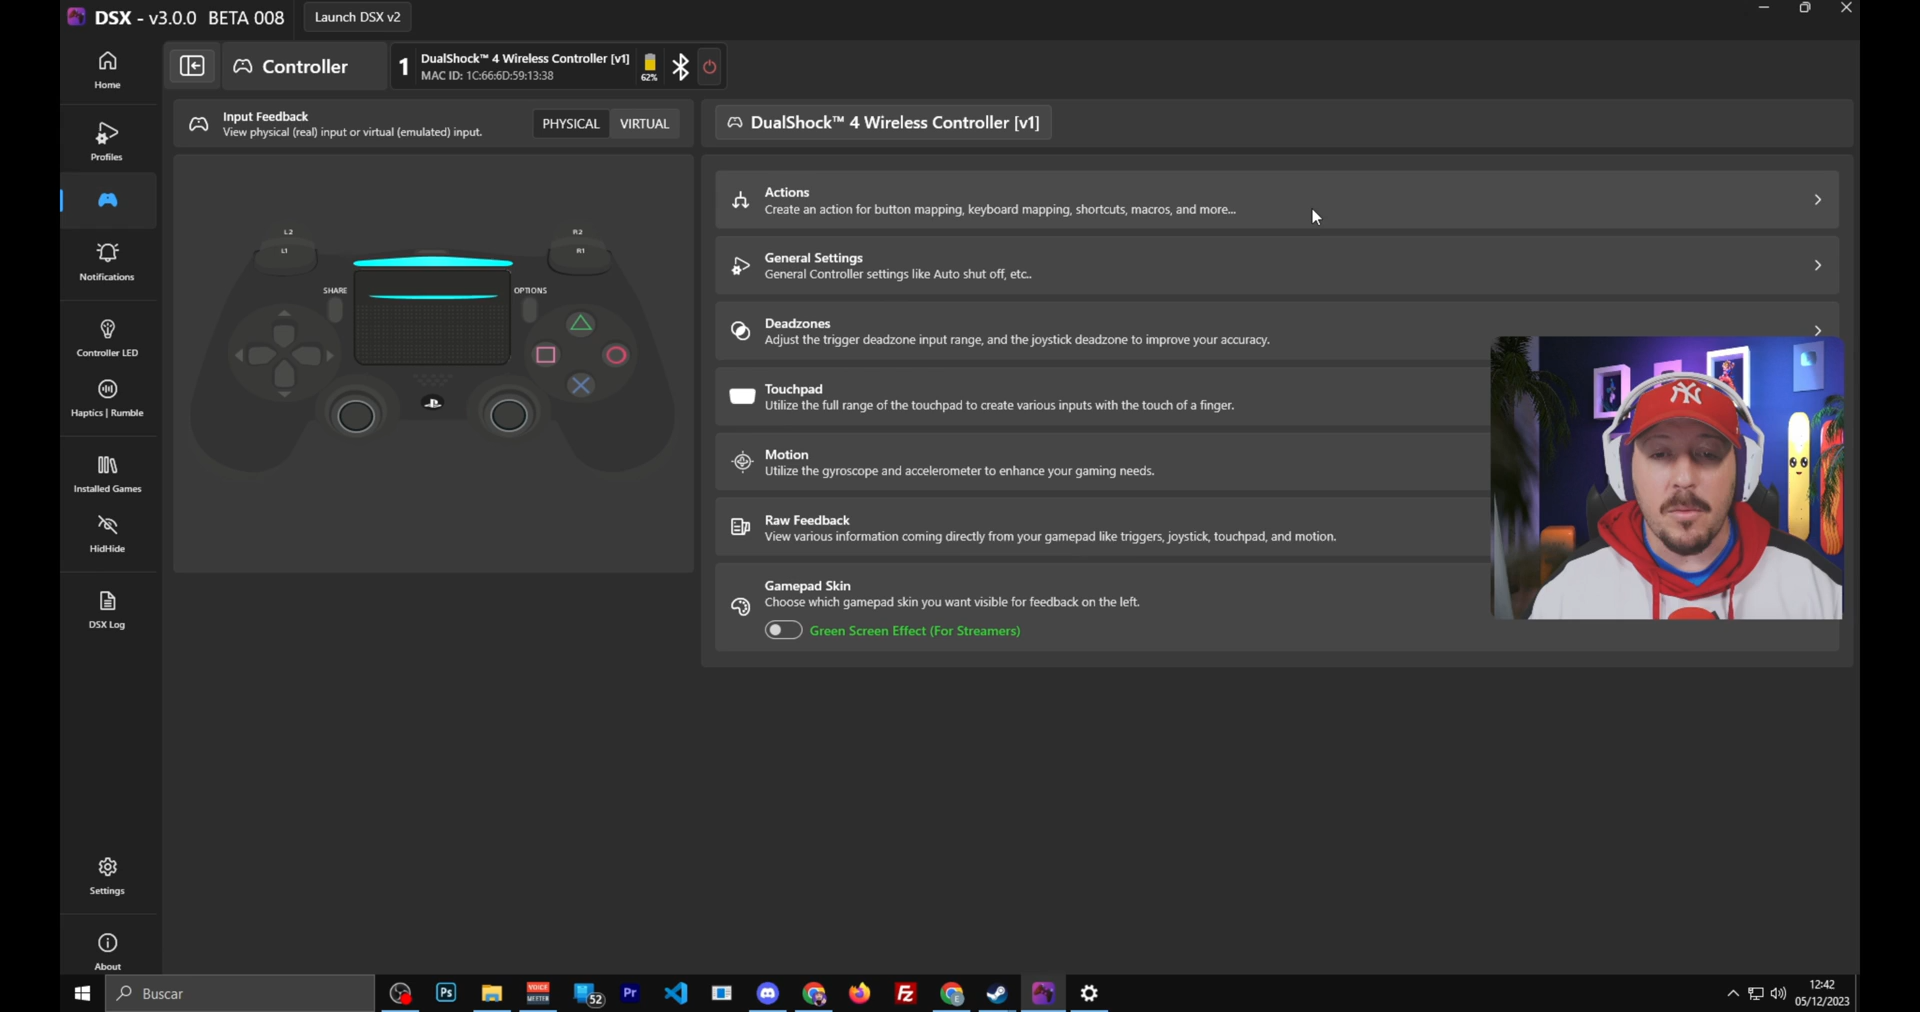 DSX - v3.0.0 BETA 008
Launch DSX v2
Home
Profiles
Notifications
Controller LED
Haptics | Rumble
Installed Games
HidHide
DSX Log
Settings
About
Controller
1
DualShock™ 4 Wireless Controller [v1]
MAC ID: 1C:66:6D:59:13:38
62%
Input Feedback
View physical (real) input or virtual (emulated) input.
PHYSICAL
VIRTUAL
L2
R2
L1
R1
SHARE
OPTIONS
DualShock™ 4 Wireless Controller [v1]
Actions
Create an action for button mapping, keyboard mapping, shortcuts, macros, and more...
General Settings
General Controller settings like Auto shut off, etc..
Deadzones
Adjust the trigger deadzone input range, and the joystick deadzone to improve your accuracy.
Touchpad
Utilize the full range of the touchpad to create various inputs with the touch of a finger.
Motion
Utilize the gyroscope and accelerometer to enhance your gaming needs.
Raw Feedback
View various information coming directly from your gamepad like triggers, joystick, touchpad, and motion.
Gamepad Skin
Choose which gamepad skin you want visible for feedback on the left.
Green Screen Effect (For Streamers)
NY
Buscar
Ps
VOICE
MEETER
52
Pr
Fz
E
12:42
05/12/2023